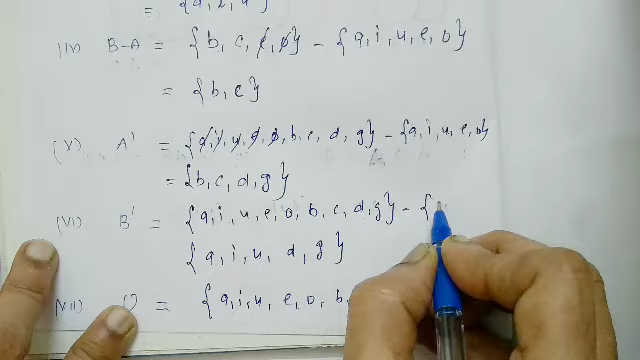 = {a, i, u}
(IV) B-A = {b, c, e, o} - {a, i, u, e, o}
= {b, c}
(V) A' = {a, i, u, e, o, b, c, d, g} - {a, i, u, e, o}
= {b, c, d, g}
(VI) B' = {a, i, u, e, o, b, c, d, g} - {
{a, i, u, d, g}
(VII) U = {a, i, u, e, o, b,